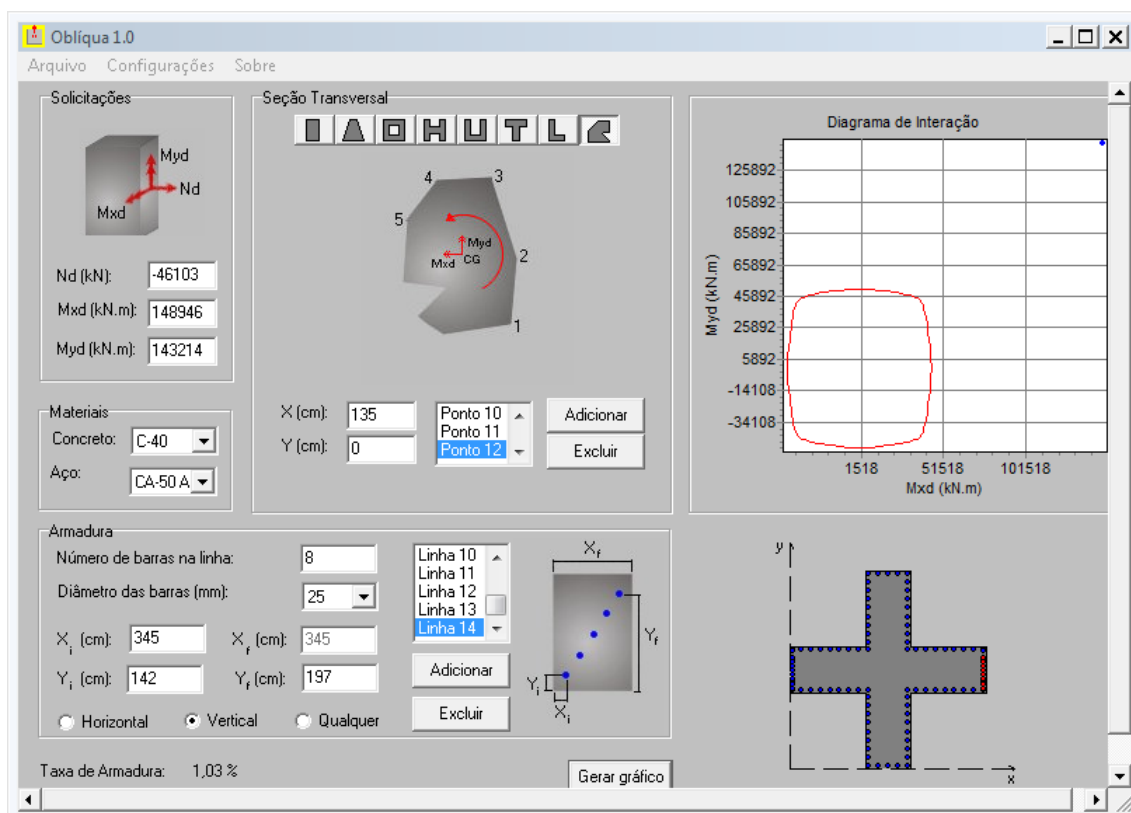 Oblíqua 1.0
Arquivo Configurações Sobre
Solicitações
Myd
Nd
Mxd
Nd (kN): -46103
Mxd (kN.m): 148946
Myd (kN.m): 143214
Materiais
Concreto: C-40
Aço: CA-50 A
Seção Transversal
4 3
5
Myd
Mxd CG 2
1
X (cm): 135
Y (cm): 0
Ponto 10
Ponto 11
Ponto 12
Adicionar
Excluir
Diagrama de Interação
125892
105892
85892
65892
45892
25892
5892
-14108
-34108
Myd (kN.m)
1518 51518 101518
Mxd (kN.m)
Armadura
Número de barras na linha: 8
Diâmetro das barras (mm): 25
Xi (cm): 345 Xf (cm): 345
Yi (cm): 142 Yf (cm): 197
Horizontal Vertical Qualquer
Linha 10
Linha 11
Linha 12
Linha 13
Linha 14
Adicionar
Excluir
Xf
Yf
Yi
Xi
y
x
Taxa de Armadura: 1,03 %
Gerar gráfico